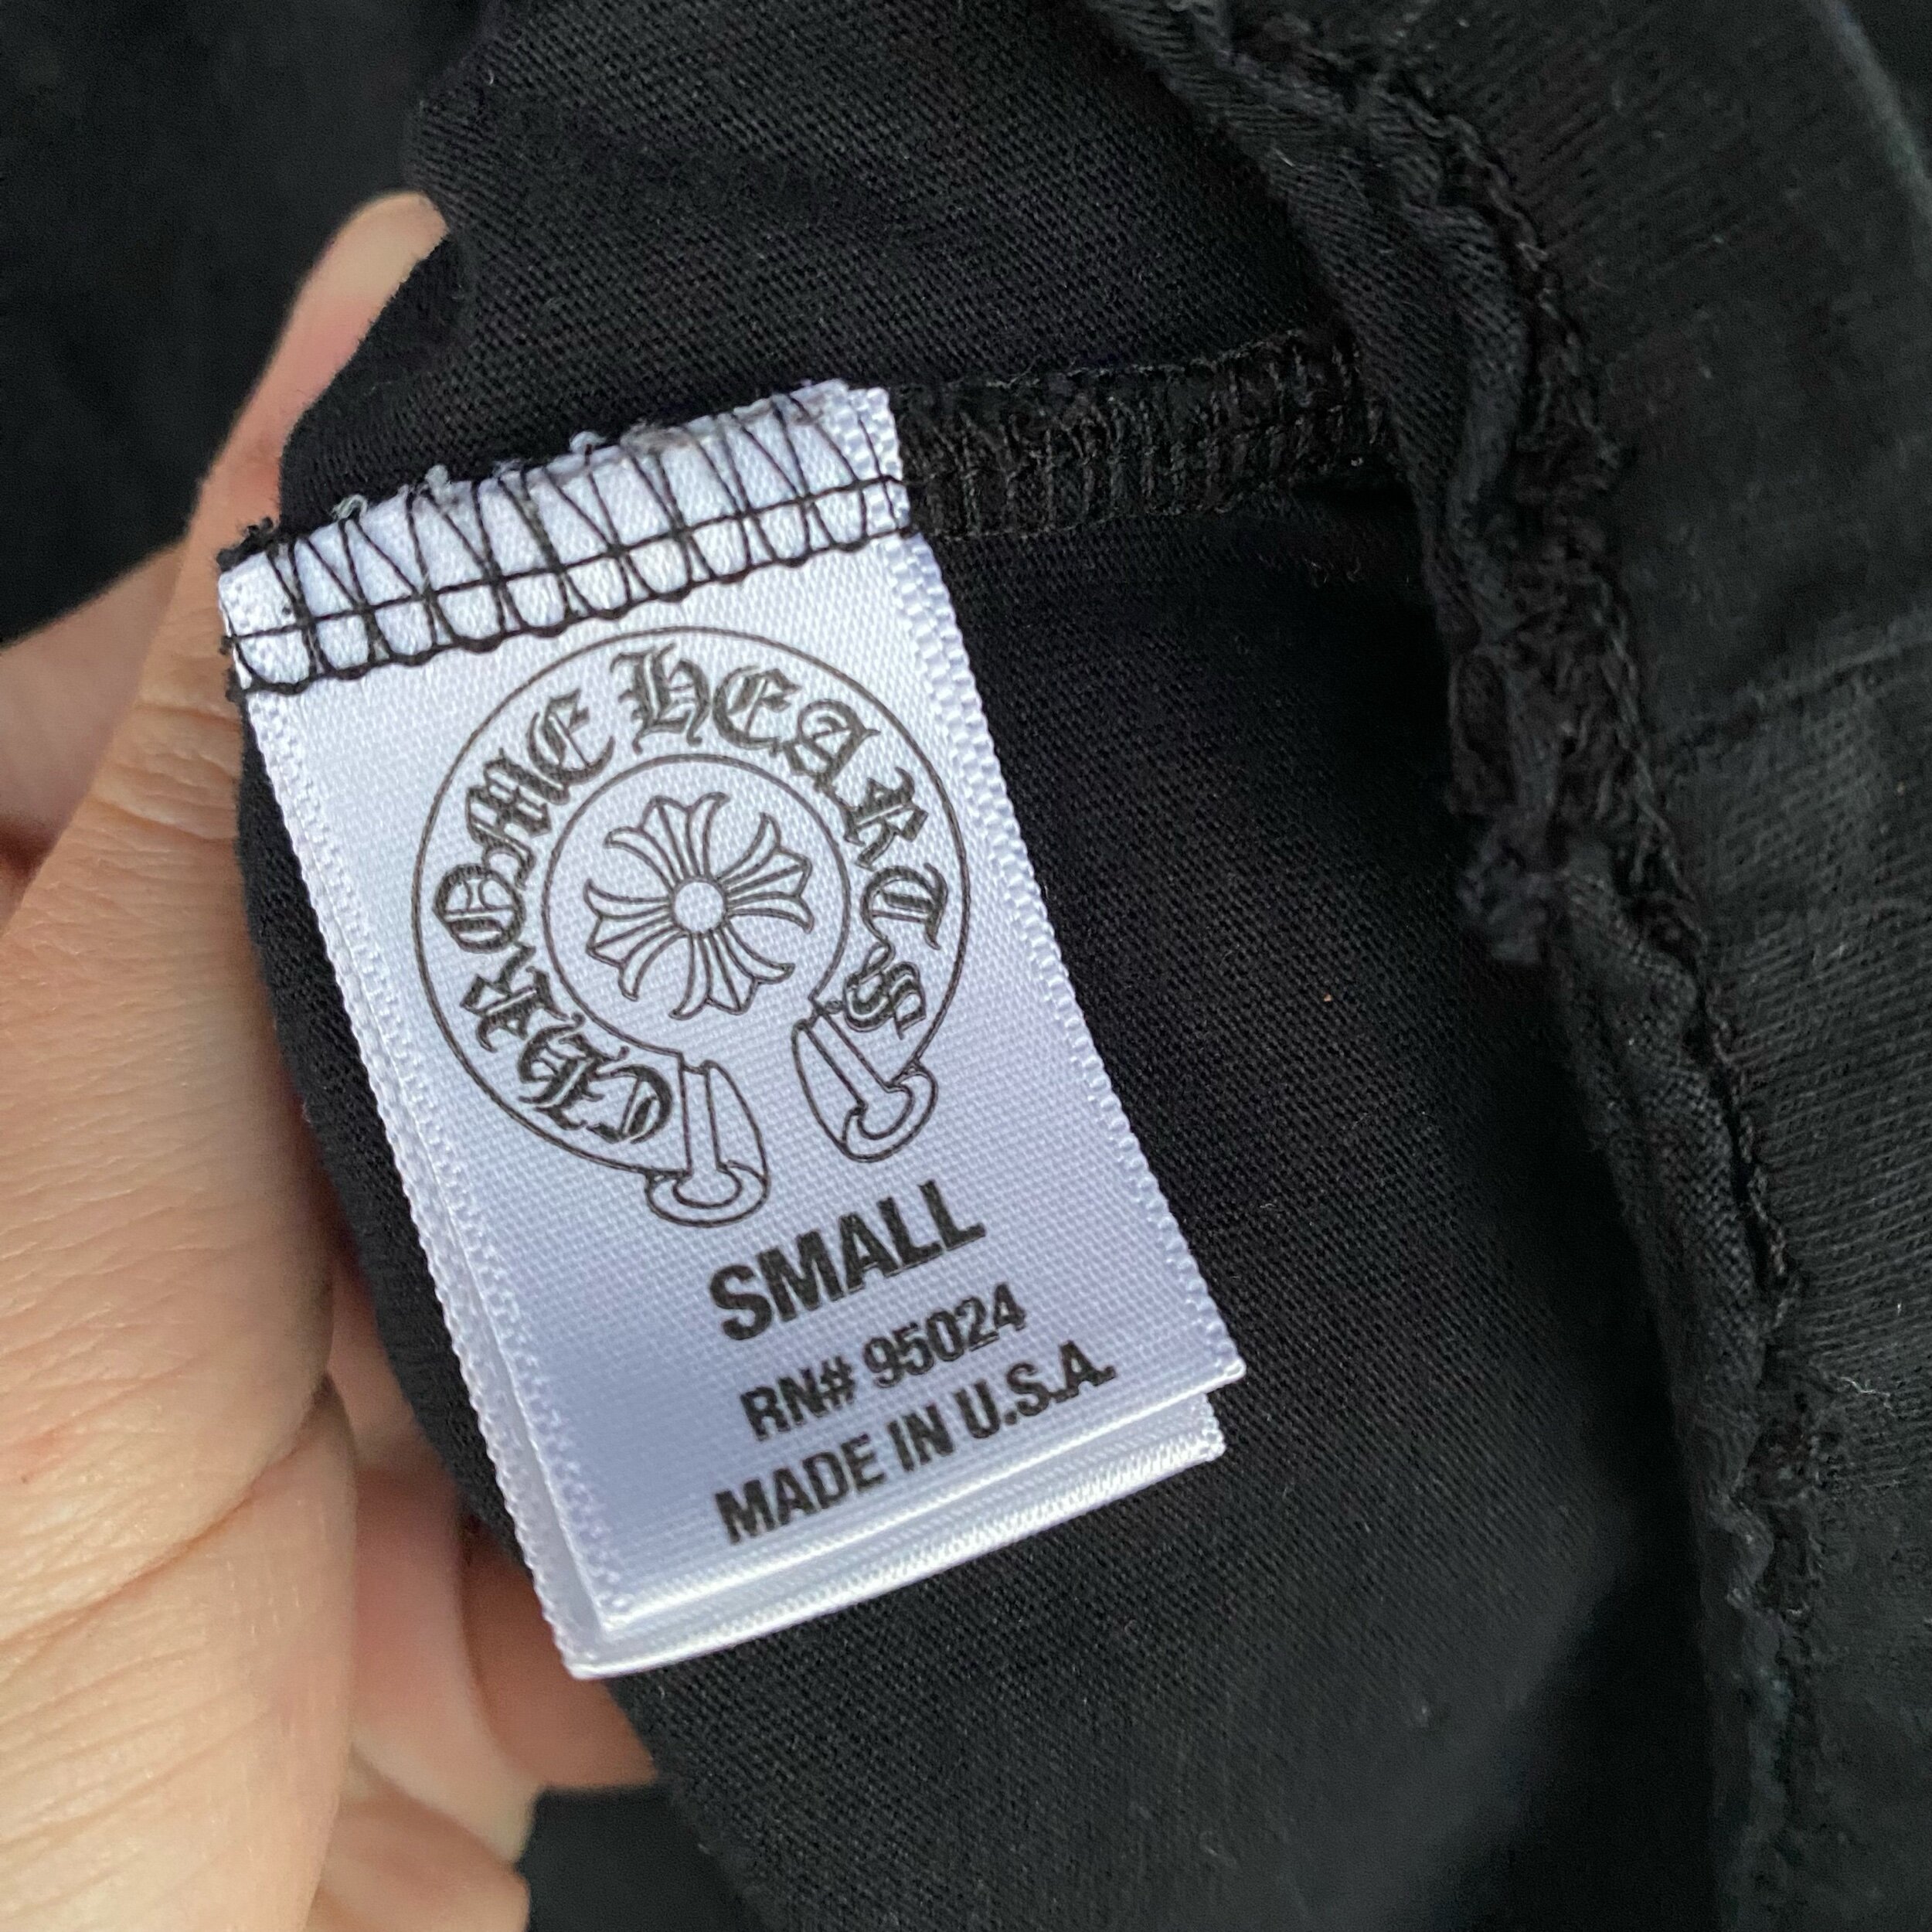 CHROME HEARTS
SMALL
RN# 95024
MADE IN U.S.A.